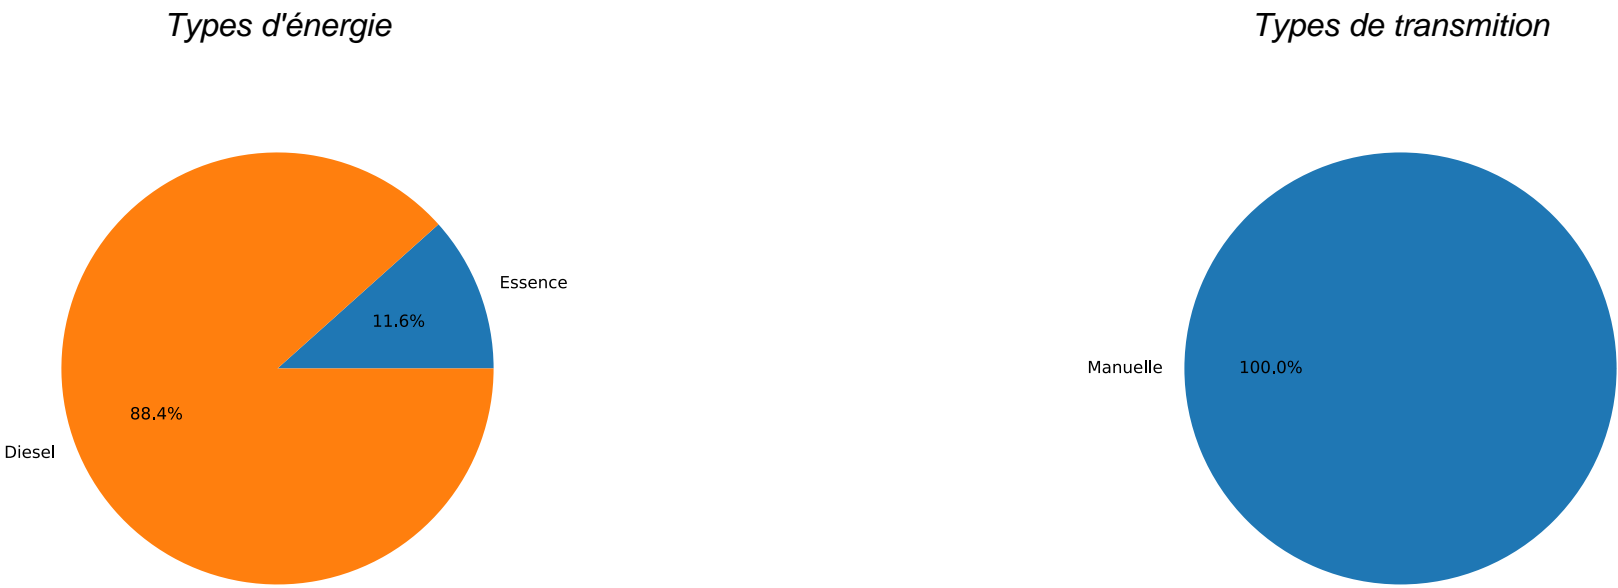 Types d'énergie
Types de transmition
Essence
11.6%
88.4%
Diesel
Manuelle
100.0%